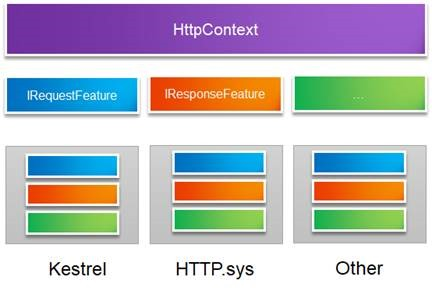 HttpContext
IRequestFeature
IResponseFeature
...
Kestrel
HTTP.sys
Other